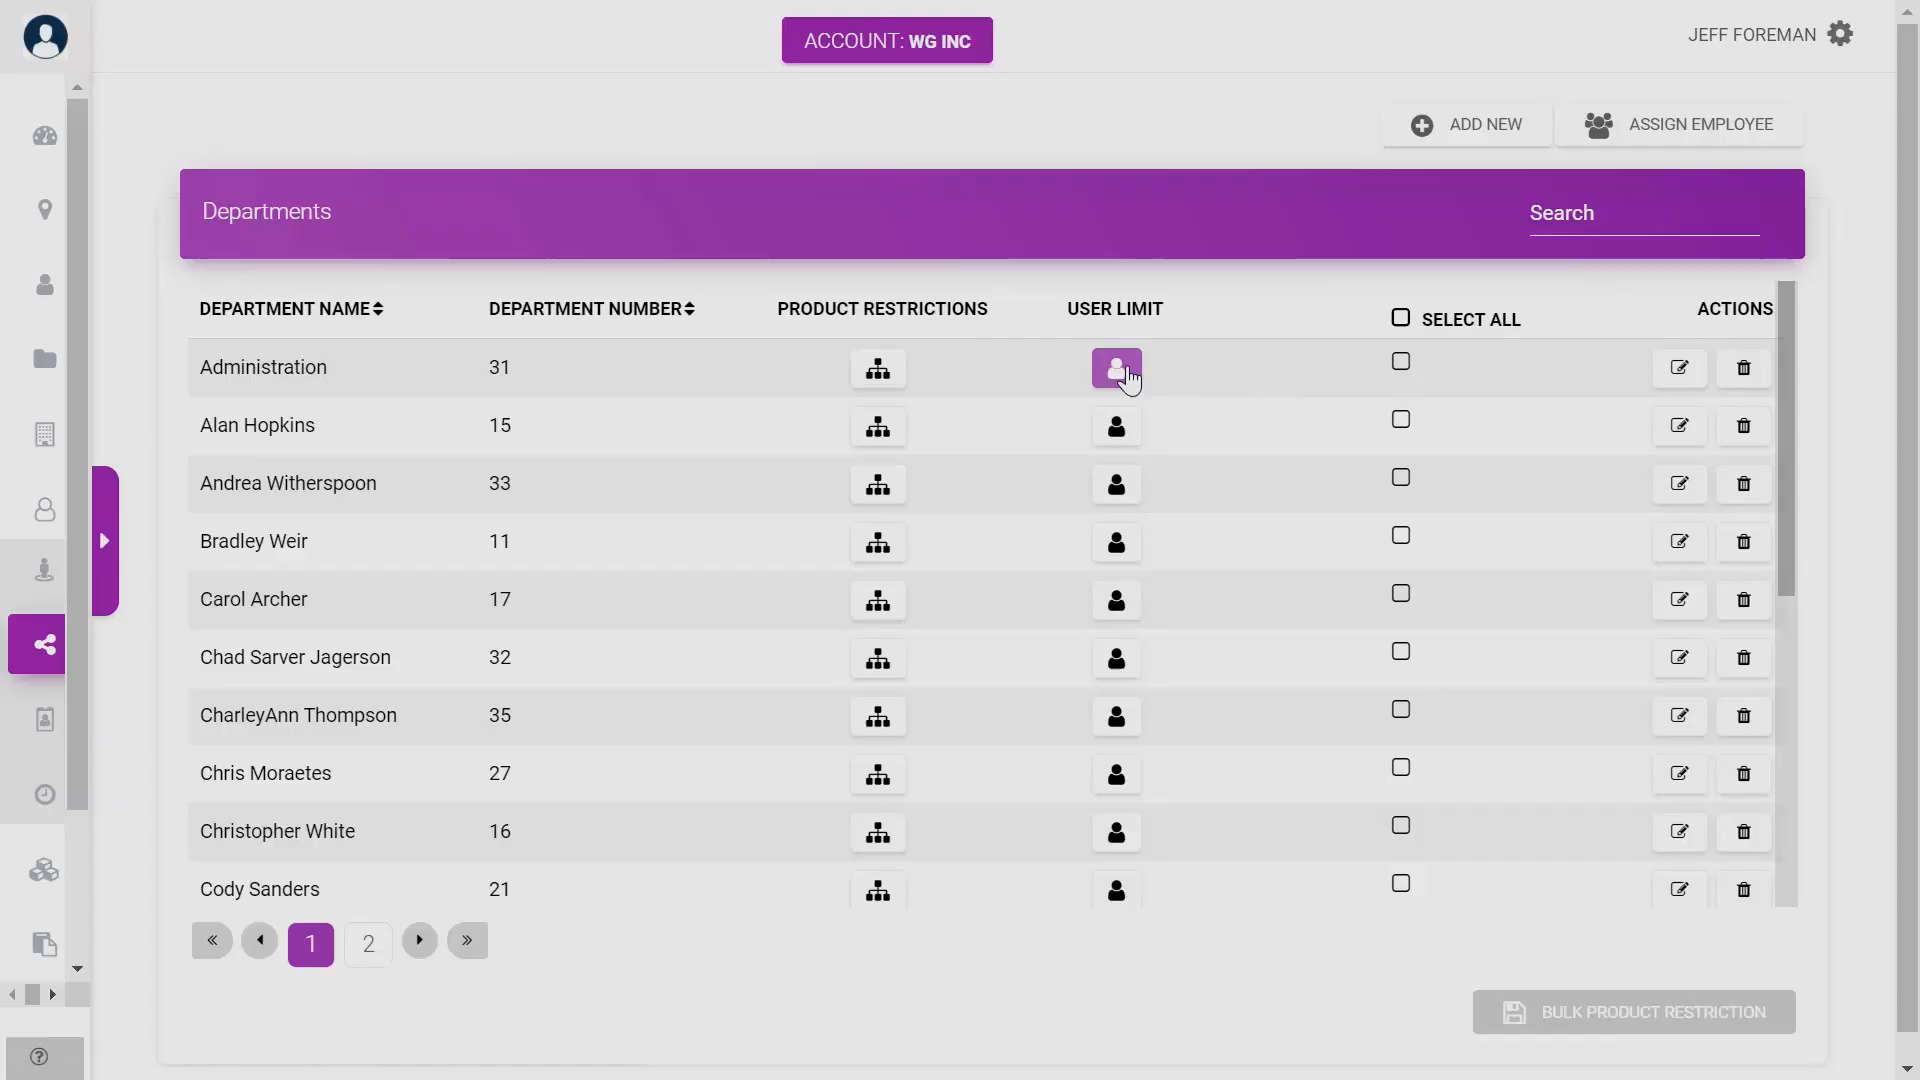 ACCOUNT: WG INC
JEFF FOREMAN
ADD NEW
ASSIGN EMPLOYEE
Departments
Search
DEPARTMENT NAME DEPARTMENT NUMBER PRODUCT RESTRICTIONS USER LIMIT SELECT ALL ACTIONS
Administration 31
Alan Hopkins 15
Andrea Witherspoon 33
Bradley Weir 11
Carol Archer 17
Chad Sarver Jagerson 32
CharleyAnn Thompson 35
Chris Moraetes 27
Christopher White 16
Cody Sanders 21
« 1 2 »
BULK PRODUCT RESTRICTION
?